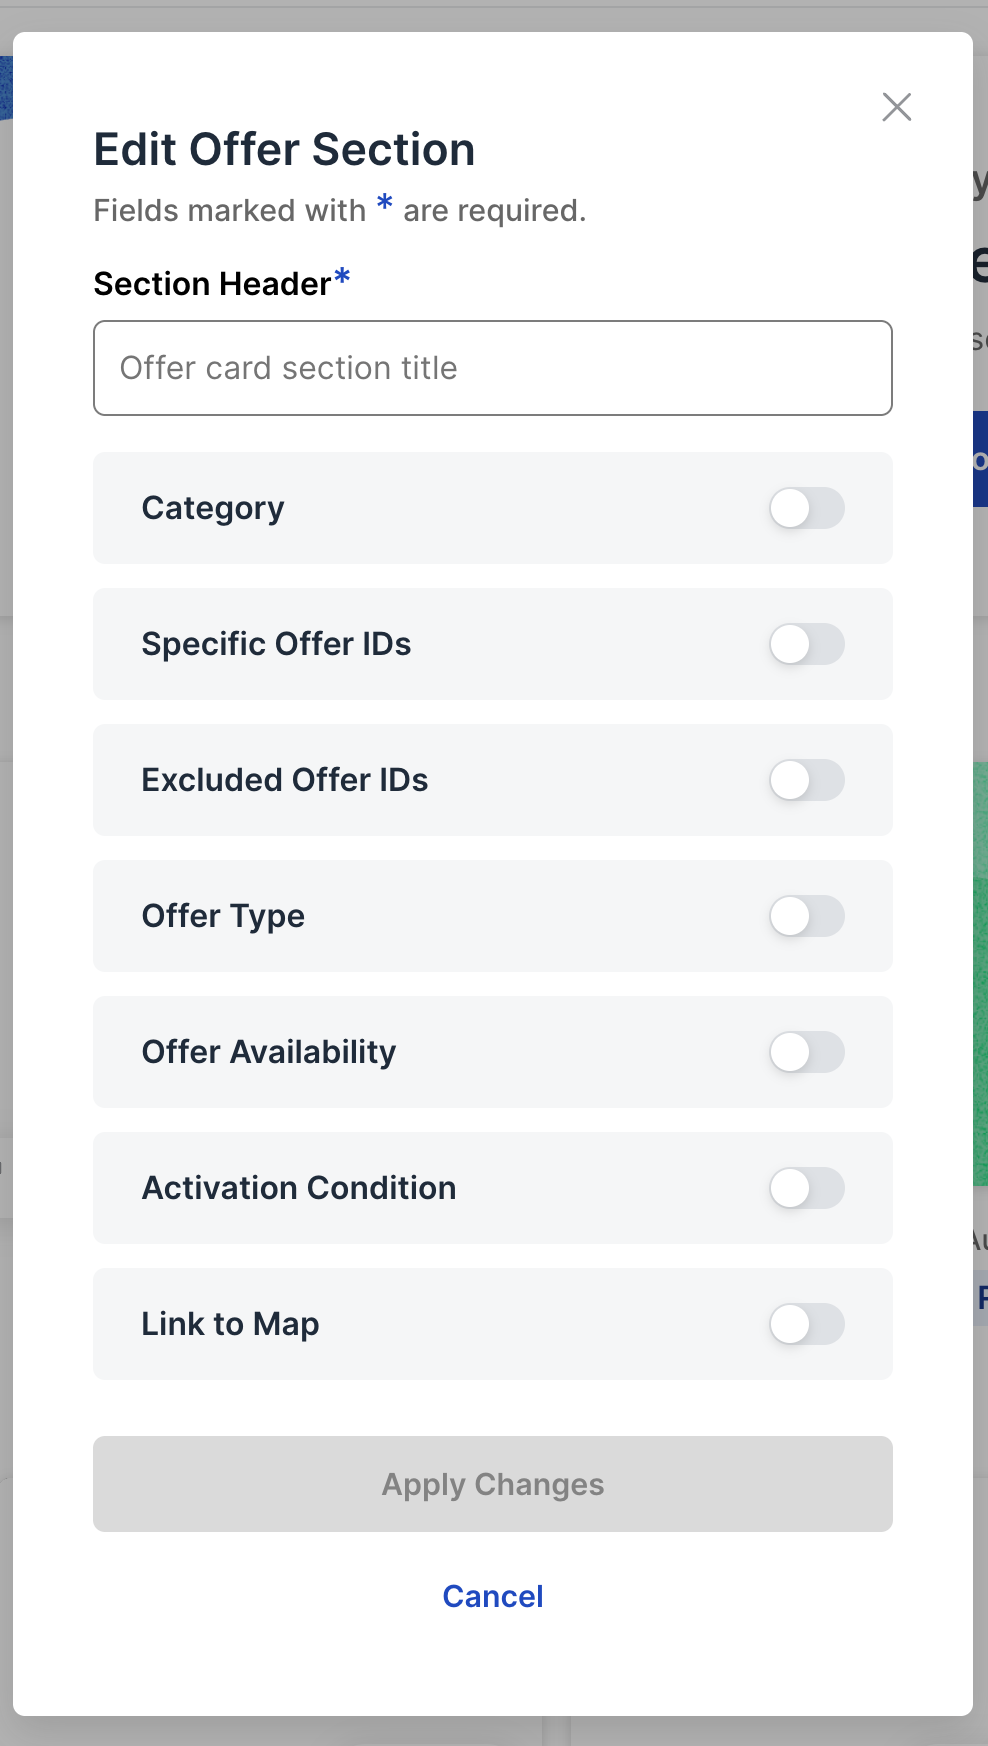 Edit Offer Section
Fields marked with * are required.
Section Header*
Offer card section title
Category
Specific Offer IDs
Excluded Offer IDs
Offer Type
Offer Availability
Activation Condition
Link to Map
Apply Changes
Cancel